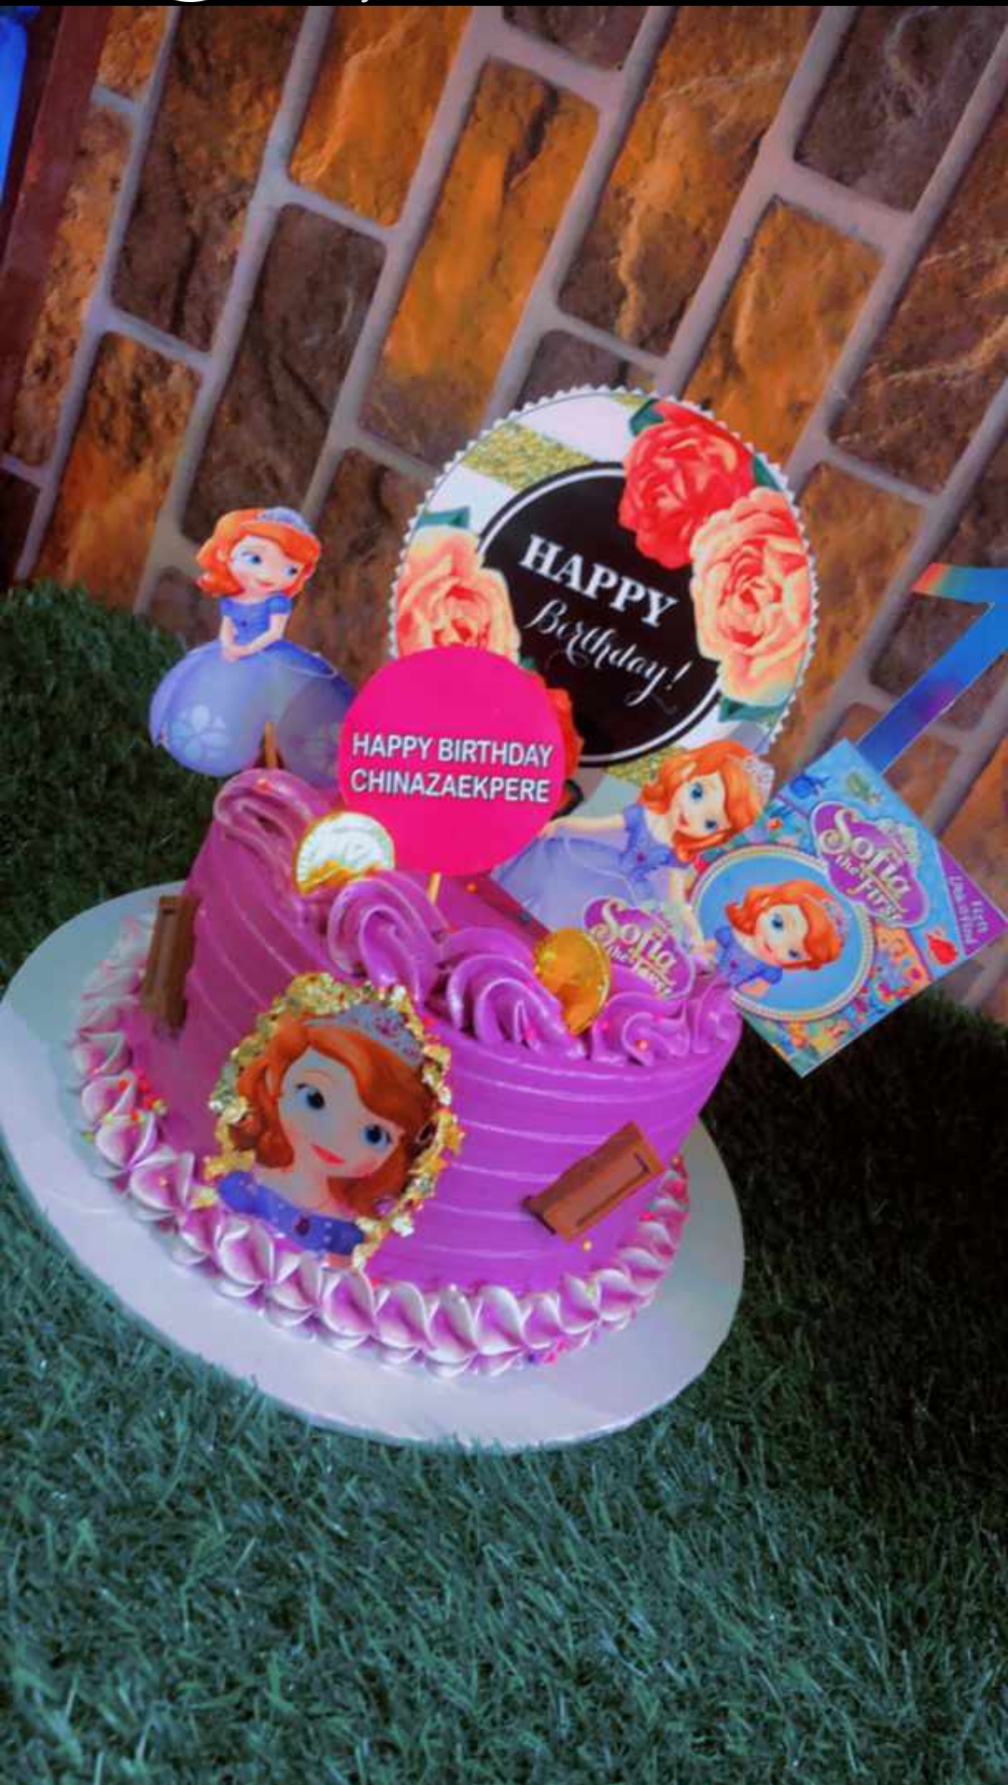 HAPPY
Birthday!
HAPPY BIRTHDAY
CHINAZAEKPERE
Sofia
the First
Sofia
the First